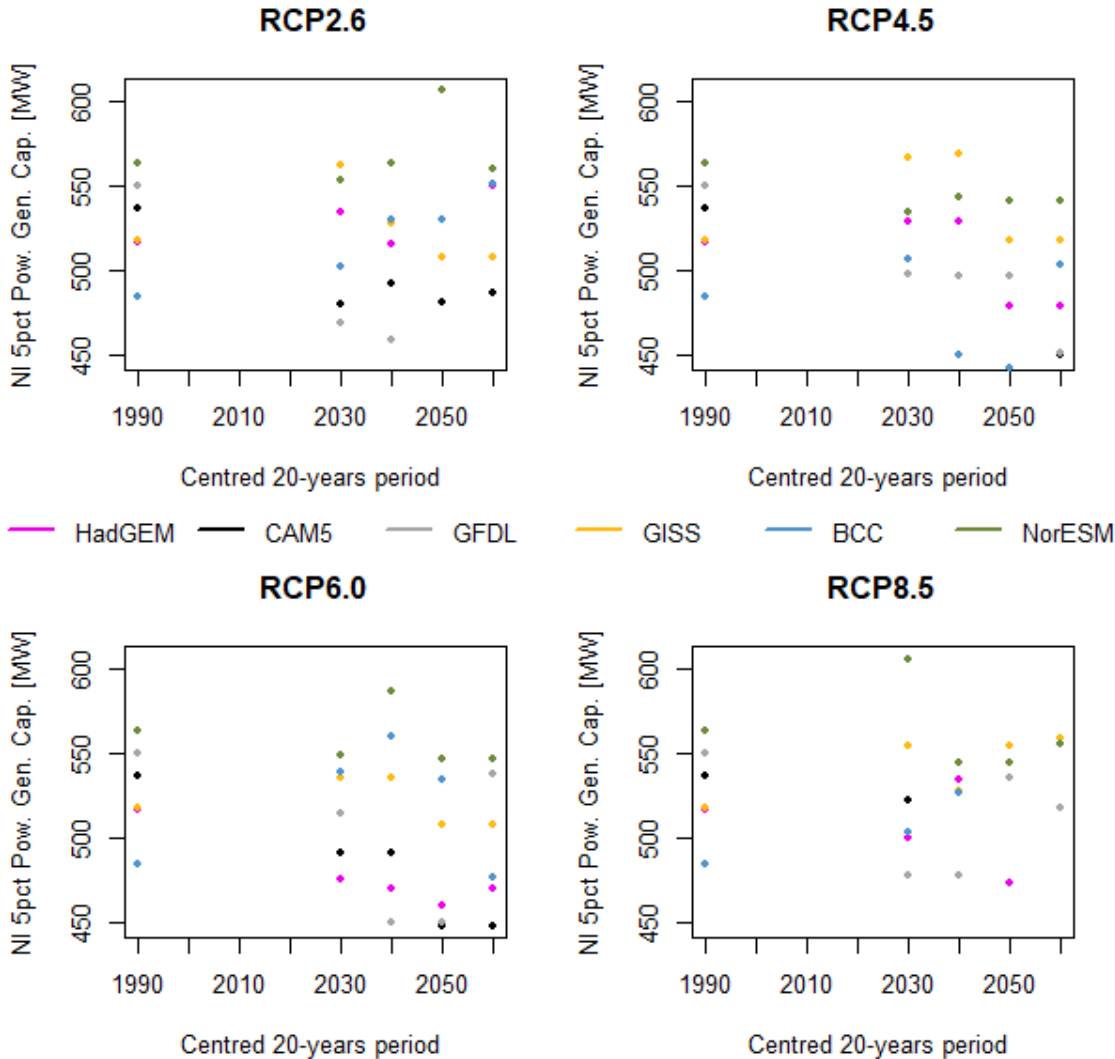 RCP2.6
NI 5pct Pow. Gen. Cap. [MW]
600
550
500
450
1990 2010 2030 2050
Centred 20-years period
RCP4.5
NI 5pct Pow. Gen. Cap. [MW]
600
550
500
450
1990 2010 2030 2050
Centred 20-years period
HadGEM CAM5 GFDL GISS BCC NorESM
RCP6.0
NI 5pct Pow. Gen. Cap. [MW]
600
550
500
450
1990 2010 2030 2050
Centred 20-years period
RCP8.5
NI 5pct Pow. Gen. Cap. [MW]
600
550
500
450
1990 2010 2030 2050
Centred 20-years period